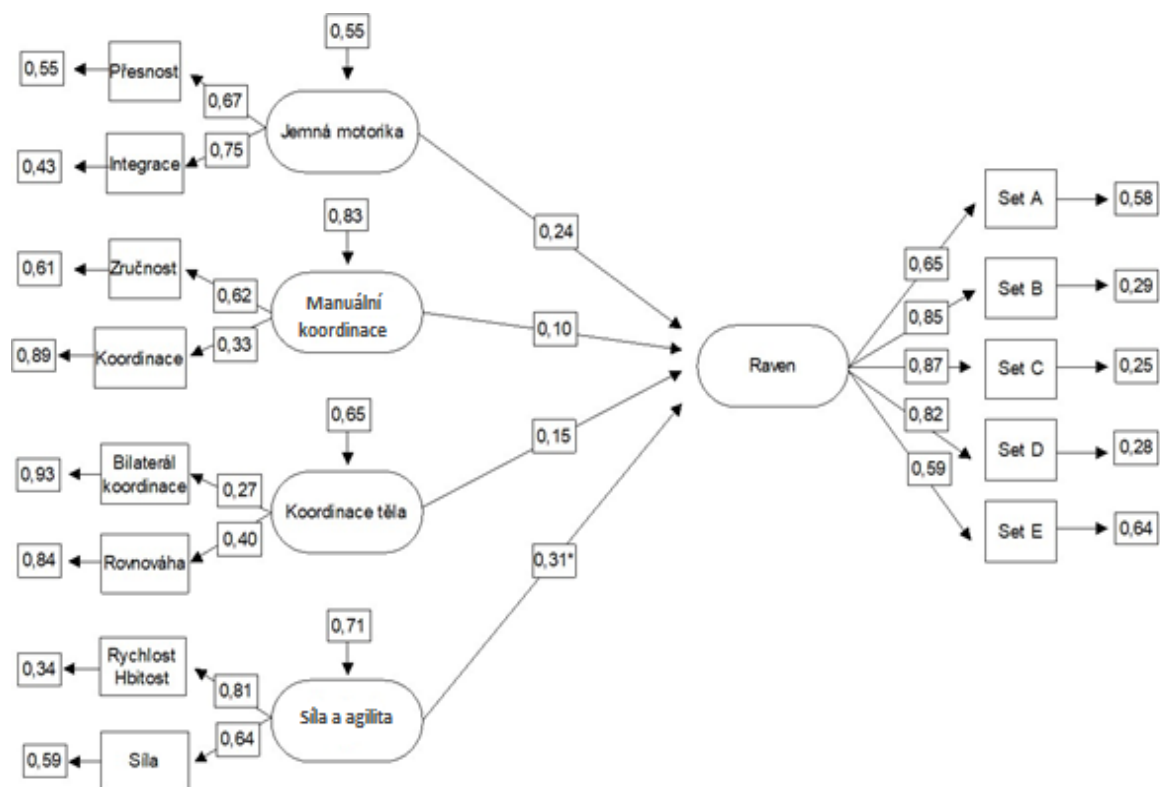 0,55
0,55
Přesnost
0,67
Jemná motorika
0,75
0,43
Integrace
0,83
0,24
0,61
Zručnost
0,62
Manuální
koordinace
0,10
0,33
0,89
Koordinace
0,65
0,15
0,93
Bilaterál
koordinace
0,27
Koordinace těla
0,40
0,84
Rovnováha
0,31*
0,71
0,34
Rychlost
Hbitost
0,81
Síla a agilita
0,64
0,59
Síla
Raven
0,65
Set A
0,58
0,85
Set B
0,29
0,87
Set C
0,25
0,82
Set D
0,28
0,59
Set E
0,64